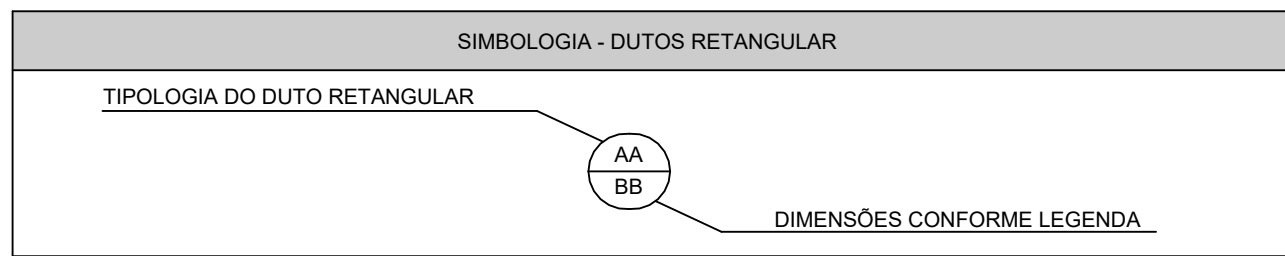 SIMBOLOGIA - DUTOS RETANGULAR
TIPOLOGIA DO DUTO RETANGULAR
AA
BB
DIMENSÕES CONFORME LEGENDA